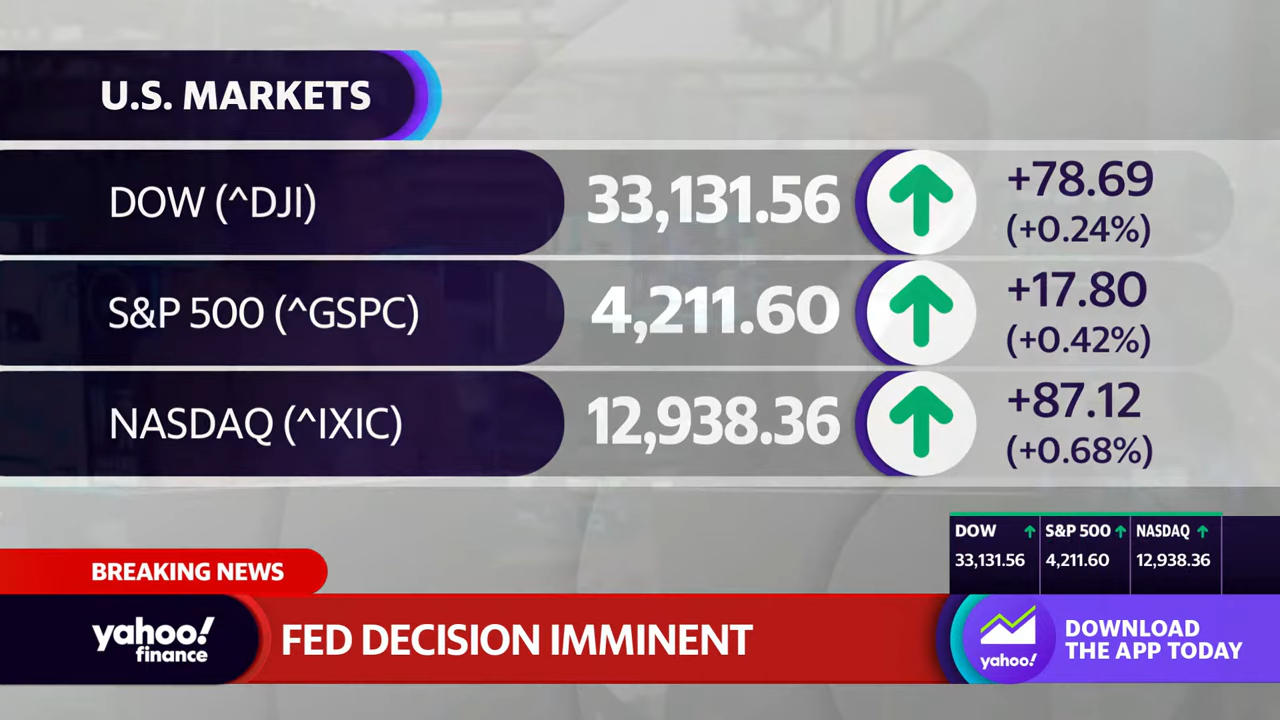 U.S. MARKETS
DOW (^DJI)
33,131.56
+78.69
(+0.24%)
S&P 500 (^GSPC)
4,211.60
+17.80
(+0.42%)
NASDAQ (^IXIC)
12,938.36
+87.12
(+0.68%)
DOW
S&P 500
NASDAQ
33,131.56
4,211.60
12,938.36
BREAKING NEWS
yahoo!
finance
FED DECISION IMMINENT
yahoo!
DOWNLOAD
THE APP TODAY